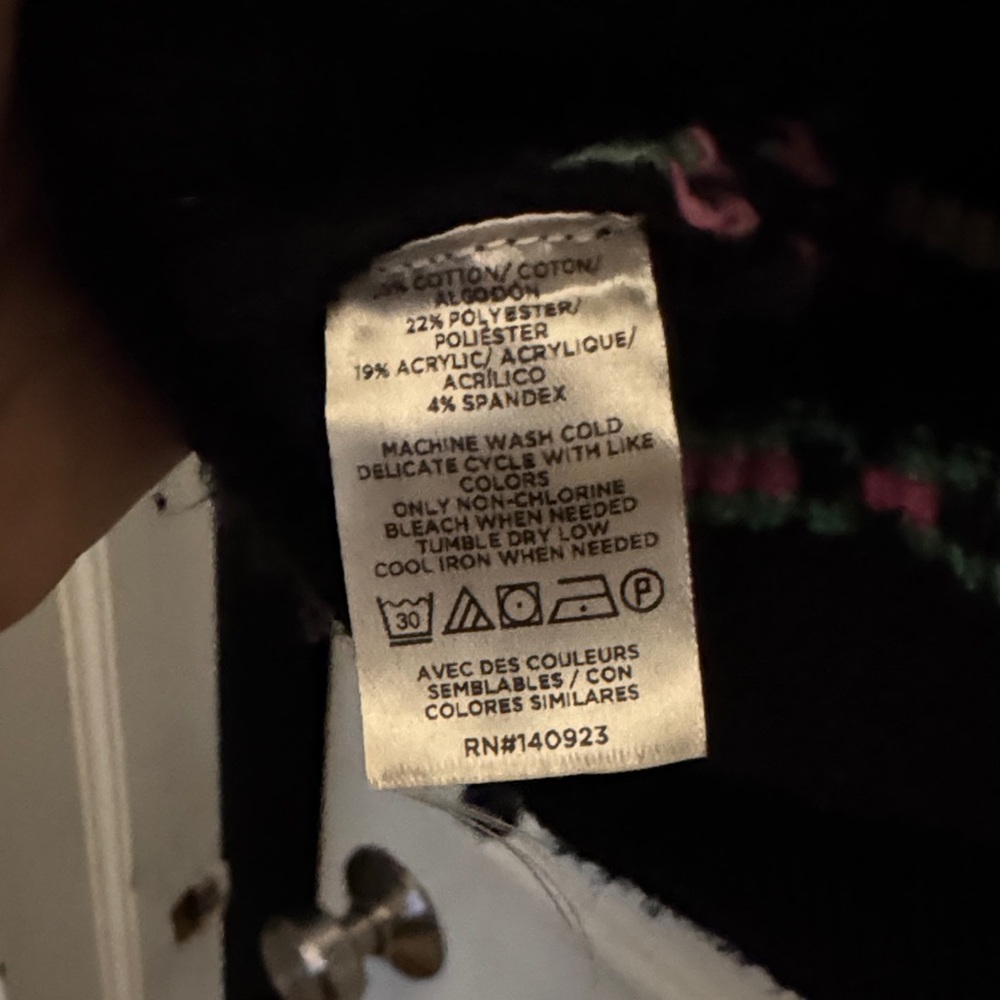 % COTTON/ COTON/
ALGODÓN
22% POLYESTER/
POLIÉSTER
19% ACRYLIC/ ACRYLIQUE/
ACRÍLICO
4% SPANDEX
MACHINE WASH COLD
DELICATE CYCLE WITH LIKE
COLORS
ONLY NON-CHLORINE
BLEACH WHEN NEEDED
TUMBLE DRY LOW
COOL IRON WHEN NEEDED
30 P
AVEC DES COULEURS
SEMBLABLES / CON
COLORES SIMILARES
RN#140923